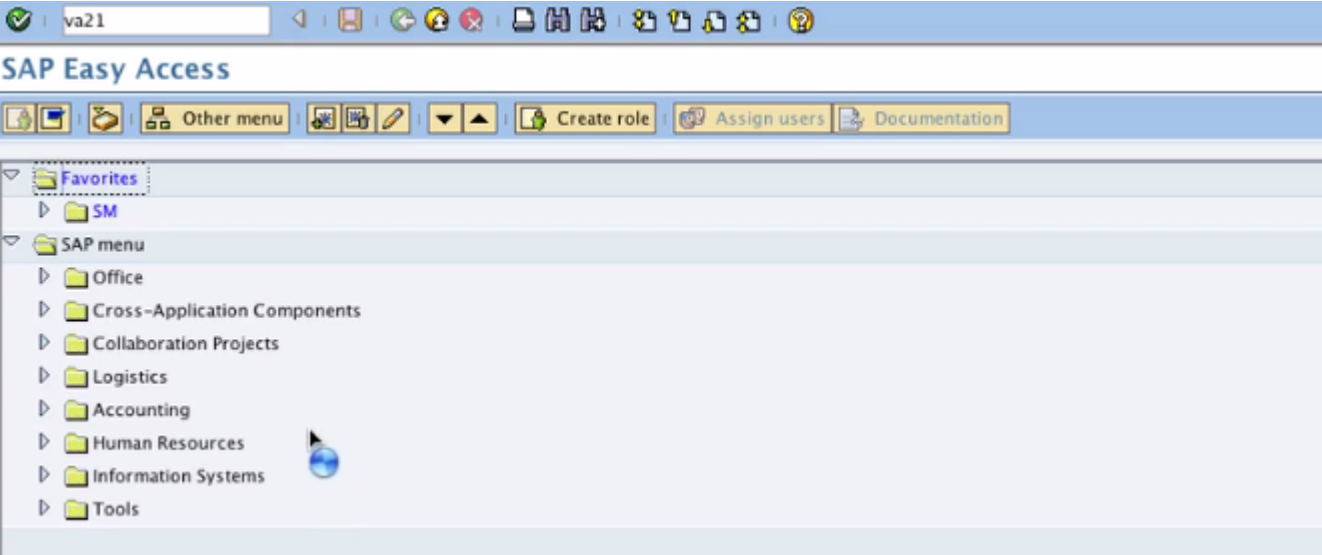 va21
SAP Easy Access
Other menu Create role Assign users Documentation
Favorites
SM
SAP menu
Office
Cross-Application Components
Collaboration Projects
Logistics
Accounting
Human Resources
Information Systems
Tools